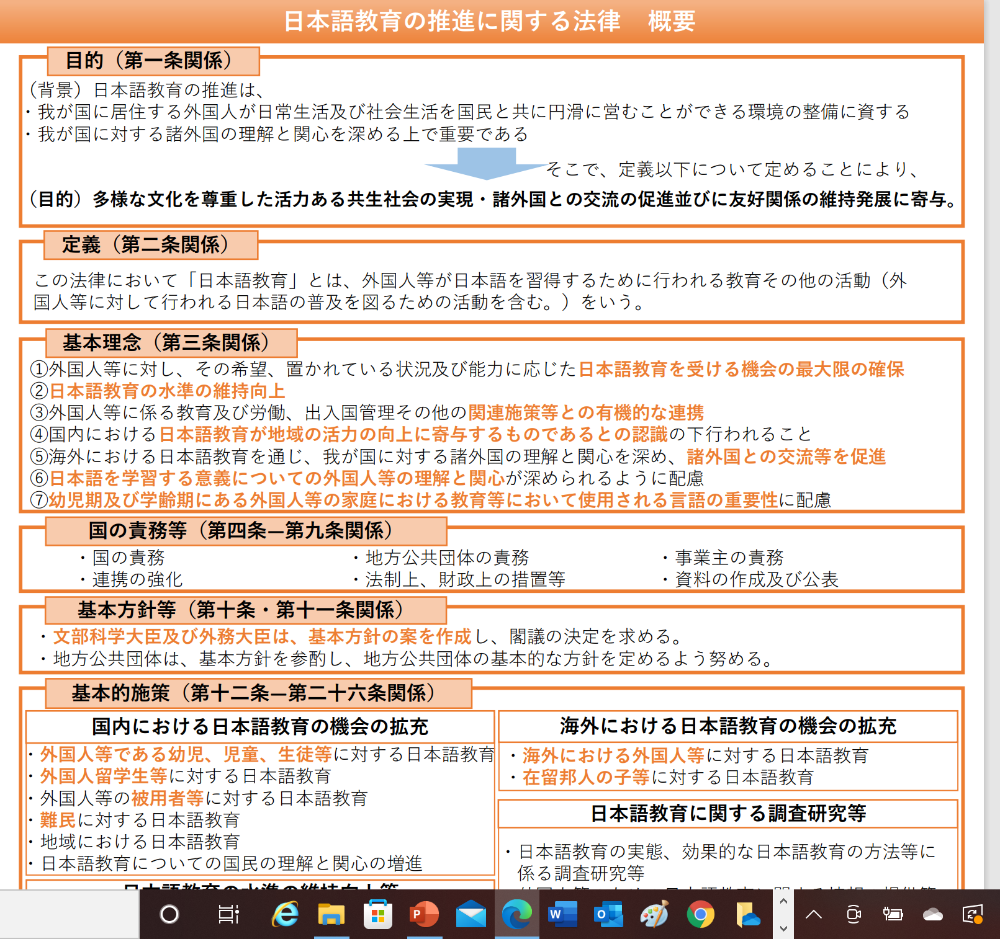 日本語教育の推進に関する法律　概要
目的（第一条関係）
（背景）日本語教育の推進は、
・我が国に居住する外国人が日常生活及び社会生活を国民と共に円滑に営むことができる環境の整備に資する
・我が国に対する諸外国の理解と関心を深める上で重要である
そこで、定義以下について定めることにより、
（目的）多様な文化を尊重した活力ある共生社会の実現・諸外国との交流の促進並びに友好関係の維持発展に寄与。
定義（第二条関係）
この法律において「日本語教育」とは、外国人等が日本語を習得するために行われる教育その他の活動（外
国人等に対して行われる日本語の普及を図るための活動を含む。）をいう。
基本理念（第三条関係）
①外国人等に対し、その希望、置かれている状況及び能力に応じた日本語教育を受ける機会の最大限の確保
②日本語教育の水準の維持向上
③外国人等に係る教育及び労働、出入国管理その他の関連施策等との有機的な連携
④国内における日本語教育が地域の活力の向上に寄与するものであるとの認識の下行われること
⑤海外における日本語教育を通じ、我が国に対する諸外国の理解と関心を深め、諸外国との交流等を促進
⑥日本語を学習する意義についての外国人等の理解と関心が深められるように配慮
⑦幼児期及び学齢期にある外国人等の家庭における教育等において使用される言語の重要性に配慮
国の責務等（第四条―第九条関係）
・国の責務　・地方公共団体の責務　・事業主の責務
・連携の強化　・法制上、財政上の措置等　・資料の作成及び公表
基本方針等（第十条・第十一条関係）
・文部科学大臣及び外務大臣は、基本方針の案を作成し、閣議の決定を求める。
・地方公共団体は、基本方針を参酌し、地方公共団体の基本的な方針を定めるよう努める。
基本的施策（第十二条―第二十六条関係）
国内における日本語教育の機会の拡充
・外国人等である幼児、児童、生徒等に対する日本語教育
・外国人留学生等に対する日本語教育
・外国人等の被用者等に対する日本語教育
・難民に対する日本語教育
・地域における日本語教育
・日本語教育についての国民の理解と関心の増進
日本語教育の水準の維持向上等
海外における日本語教育の機会の拡充
・海外における外国人等に対する日本語教育
・在留邦人の子等に対する日本語教育
日本語教育に関する調査研究等
・日本語教育の実態、効果的な日本語教育の方法等に
係る調査研究等